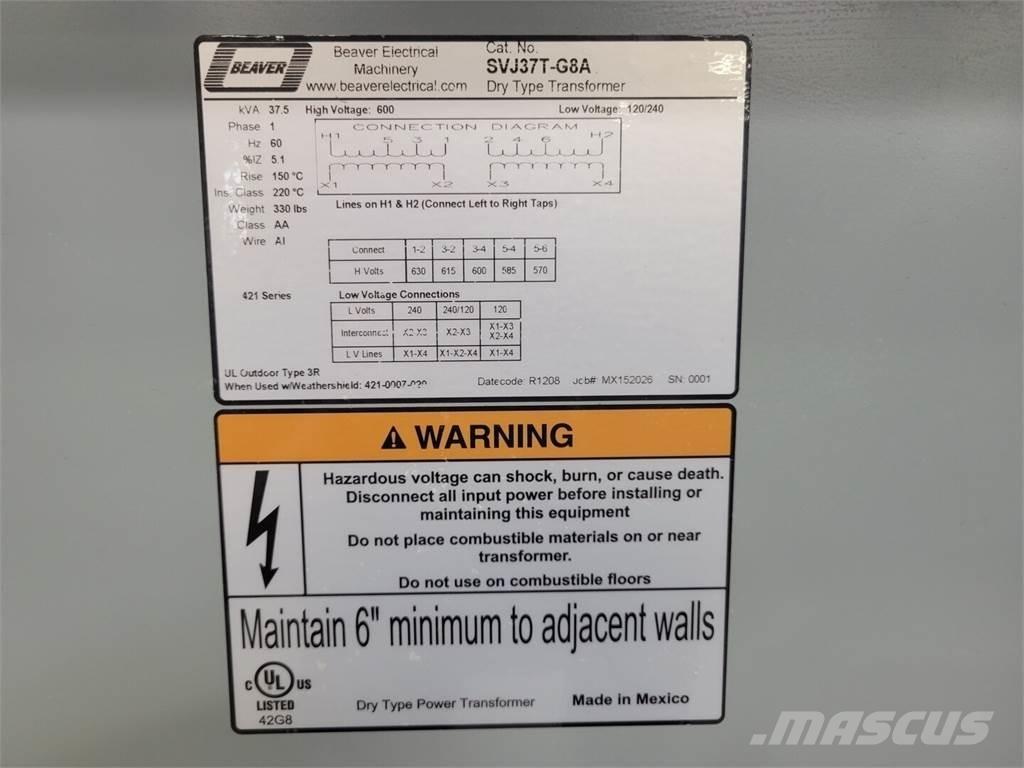 BEAVER
Beaver Electrical
Machinery
www.beaverelectrical.com
Cat. No.
SVJ37T-G8A
Dry Type Transformer
kVA 37.5 High Voltage: 600 Low Voltage: 120/240
Phase 1
Hz 60
%IZ 5.1
Rise 150 °C
Ins. Class 220 °C
Weight 330 lbs
Class AA
Wire Al
CONNECTION DIAGRAM
H1 5 3 1 2 4 6 H2
X1 X2 X3 X4
Lines on H1 & H2 (Connect Left to Right Taps)
Connect 1-2 3-2 3-4 5-4 5-6
H Volts 630 615 600 585 570
421 Series
Low Voltage Connections
L Volts 240 240/120 120
Interconnect X2-X3 X2-X3 X1-X3
X2-X4
L V Lines X1-X4 X1-X2-X4 X1-X4
UL Outdoor Type 3R
When Used w/Weathershield: 421-0007-020
Datecode: R1208 Job#: MX152026 SN: 0001
WARNING
Hazardous voltage can shock, burn, or cause death.
Disconnect all input power before installing or
maintaining this equipment
Do not place combustible materials on or near
transformer.
Do not use on combustible floors
Maintain 6" minimum to adjacent walls
C UL US
LISTED
42G8
Dry Type Power Transformer
Made in Mexico
MASCUS